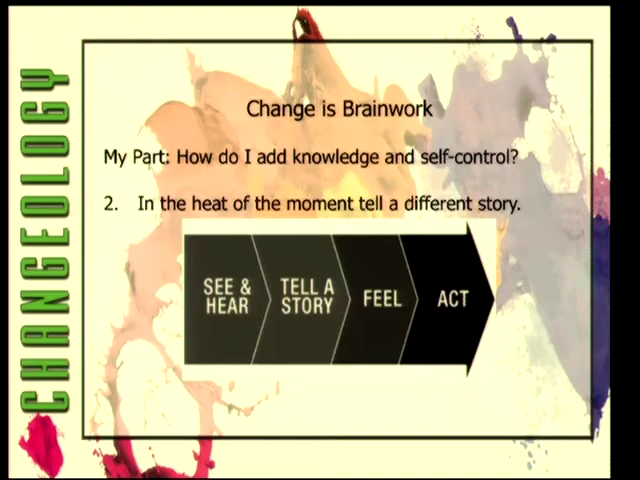 CHANGEOLOGY
Change is Brainwork
My Part: How do I add knowledge and self-control?
2. In the heat of the moment tell a different story.
SEE &
HEAR
TELL A
STORY
FEEL
ACT